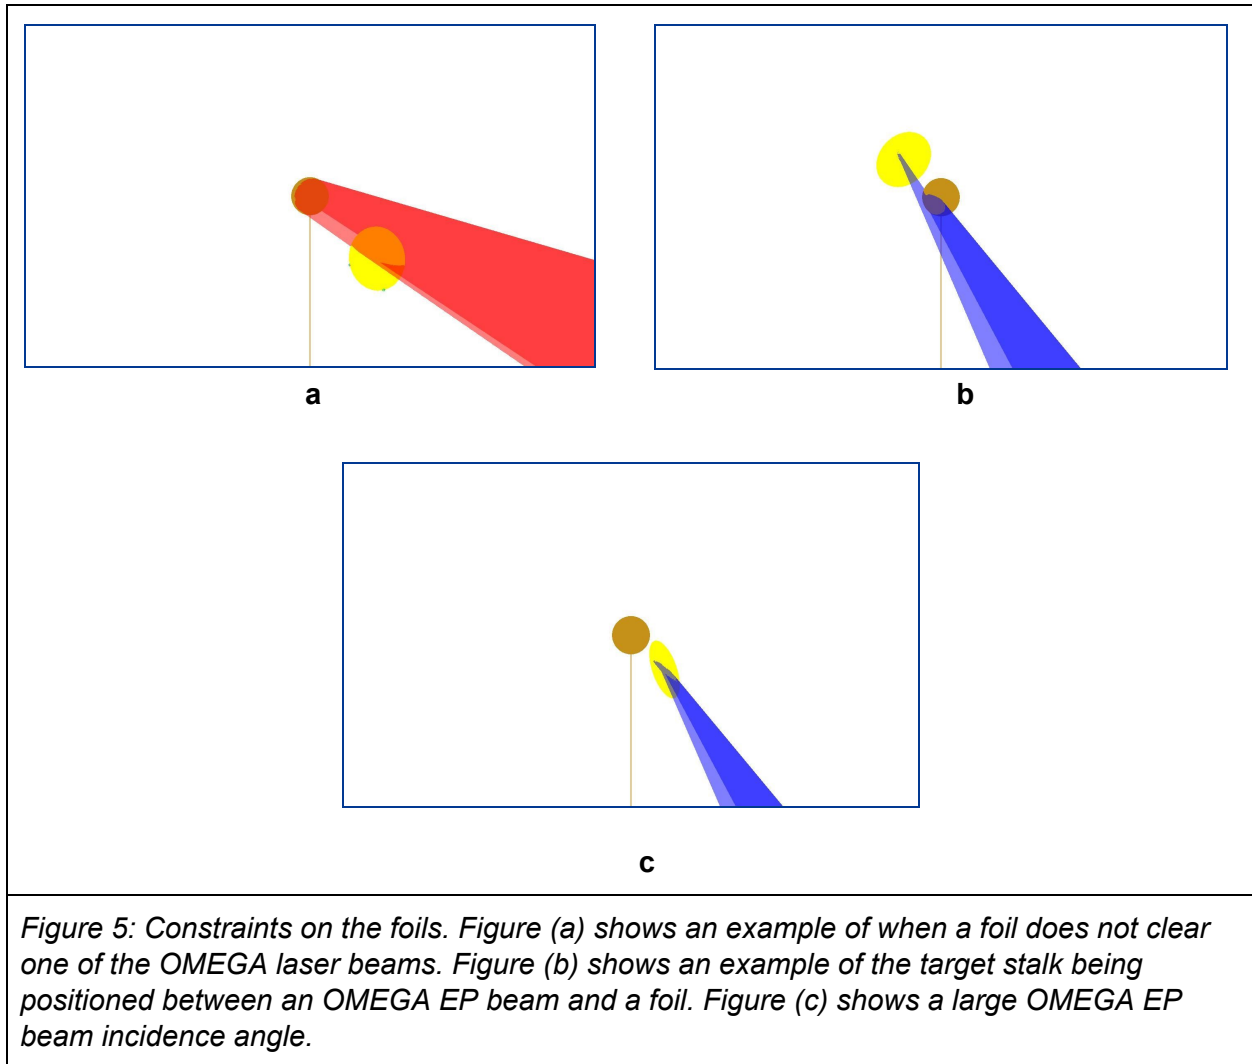 a
b
c
Figure 5: Constraints on the foils. Figure (a) shows an example of when a foil does not clear
one of the OMEGA laser beams. Figure (b) shows an example of the target stalk being
positioned between an OMEGA EP beam and a foil. Figure (c) shows a large OMEGA EP
beam incidence angle.